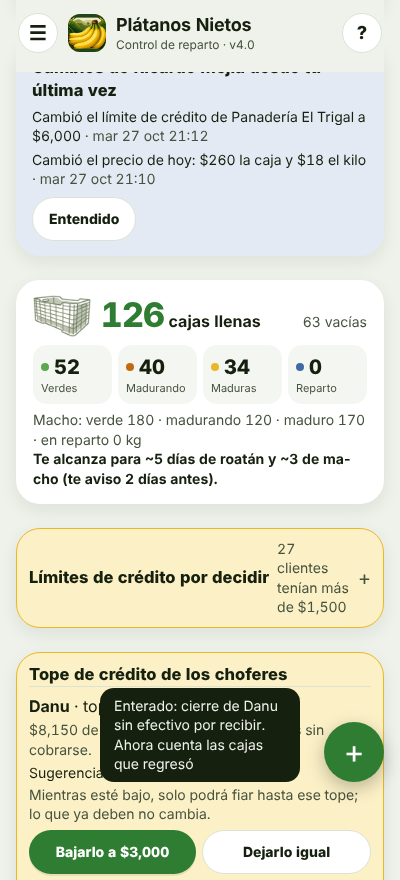 Plátanos Nietos
Control de reparto · v4.0
?
última vez
Cambió el límite de crédito de Panadería El Trigal a
$6,000 · mar 27 oct 21:12
Cambió el precio de hoy: $260 la caja y $18 el kilo
· mar 27 oct 21:10
Entendido
126 cajas llenas
63 vacías
52
Verdes
40
Madurando
34
Maduras
0
Reparto
Macho: verde 180 · madurando 120 · maduro 170
· en reparto 0 kg
Te alcanza para ~5 días de roatán y ~3 de ma-
cho (te aviso 2 días antes).
Límites de crédito por decidir
27
clientes
tenían más
de $1,500
+
Tope de crédito de los choferes
Danu
$8,150 de
sin
cobrarse.
Sugerencia
Enterado: cierre de Danu
sin efectivo por recibir.
Ahora cuenta las cajas
que regresó
+
Mientras esté bajo, solo podrá fiar hasta ese tope;
lo que ya deben no cambia.
Bajarlo a $3,000
Dejarlo igual